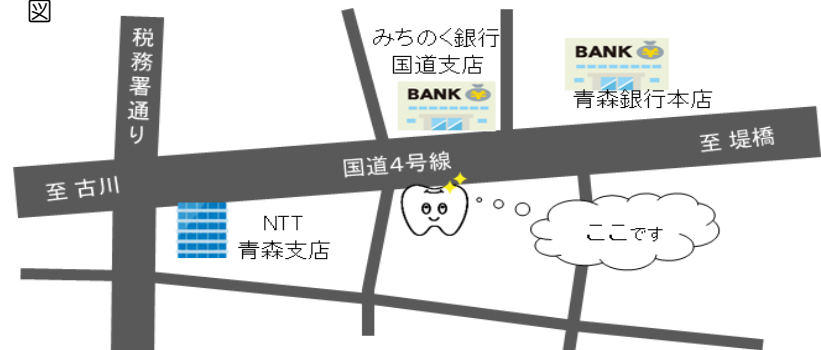 図
税務署通り
みちのく銀行
国道支店
BANK
BANK
青森銀行本店
至 堤橋
国道4号線
至 古川
NTT
青森支店
ここです